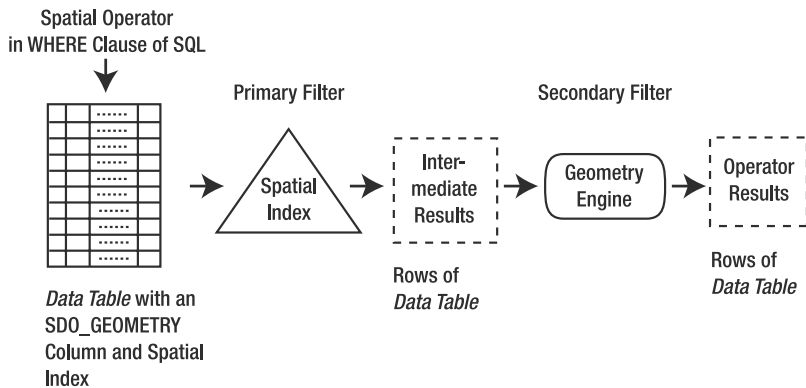 Spatial Operator
in WHERE Clause of SQL
Primary Filter
Secondary Filter
......
......
......
......
......
......
......
......
......
......
Spatial
Index
Inter-
mediate
Results
Geometry
Engine
Operator
Results
Rows of
Data Table
Rows of
Data Table
Data Table with an
SDO_GEOMETRY
Column and Spatial
Index